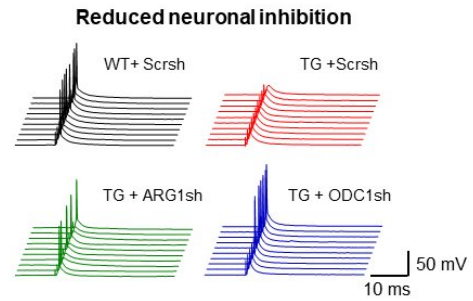 Reduced neuronal inhibition
WT+ Scrsh
TG +Scrsh
TG + ARG1sh
TG + ODC1sh
50 mV
10 ms